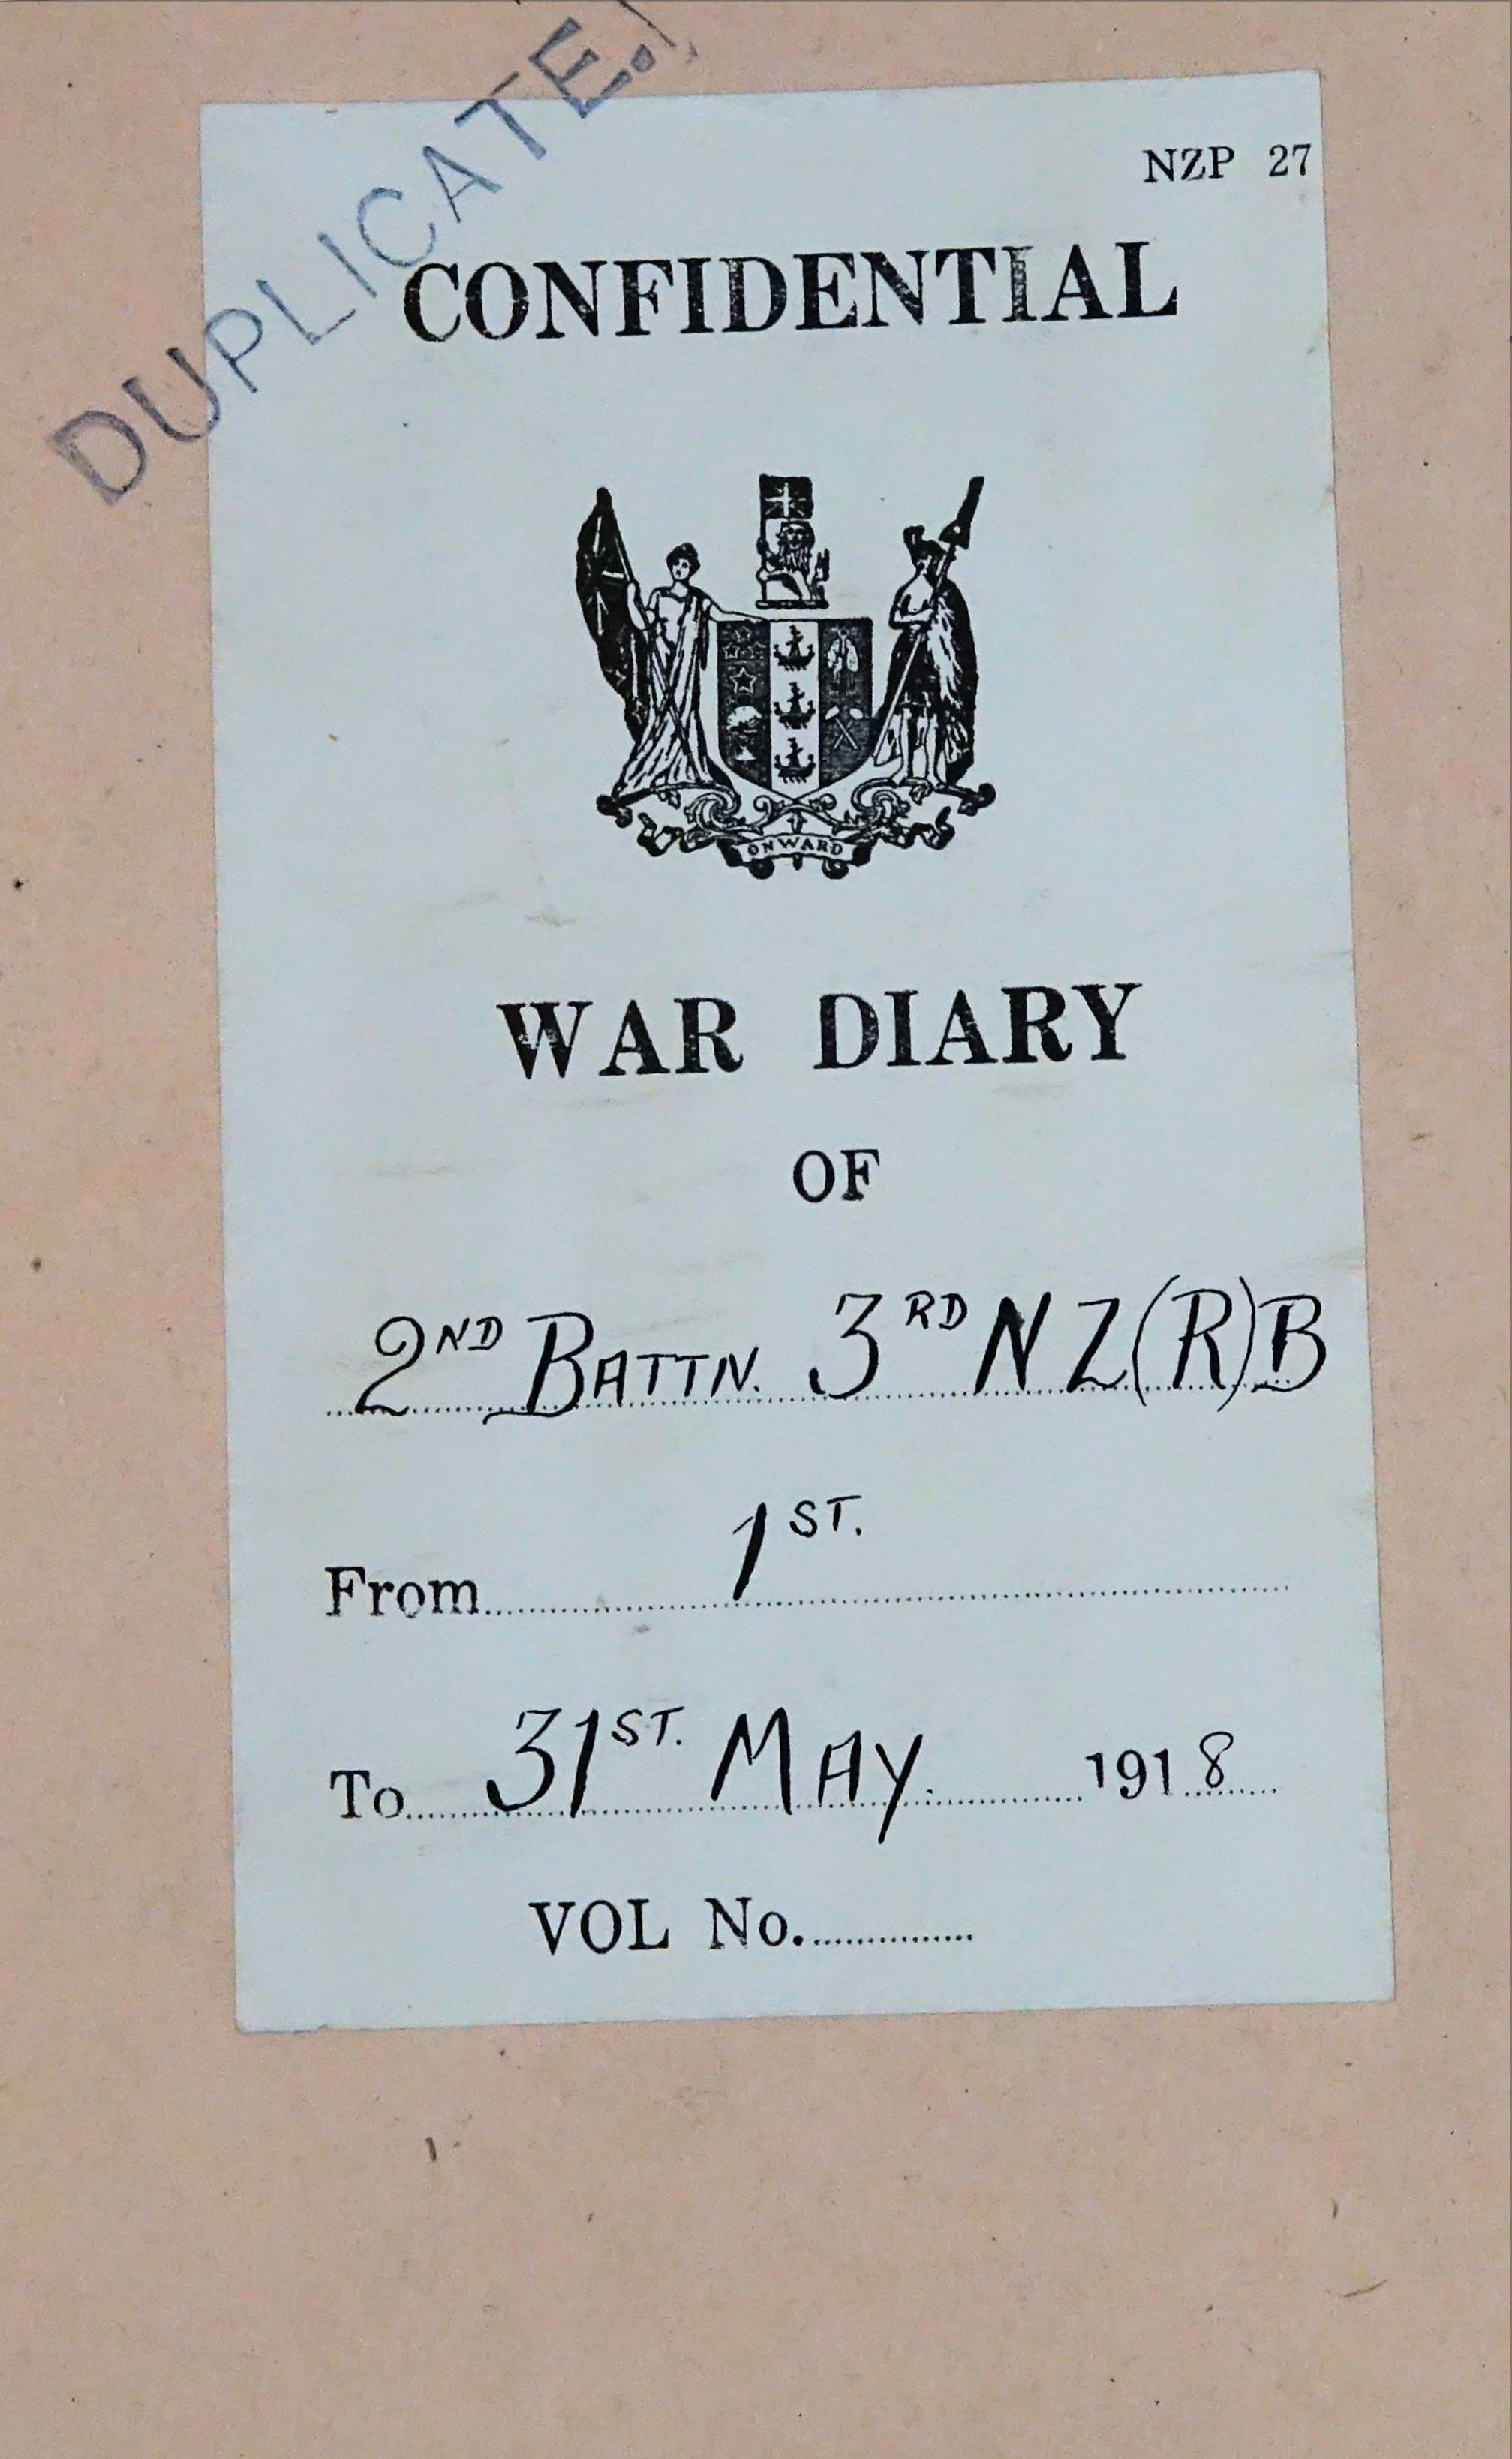 DUPLICATE.
NZP 27
CONFIDENTIAL
ONWARD
WAR DIARY
OF
2ND BATTN. 3RD NZ(R)B
From 1ST.
To 31ST. MAY. 1918
VOL No.